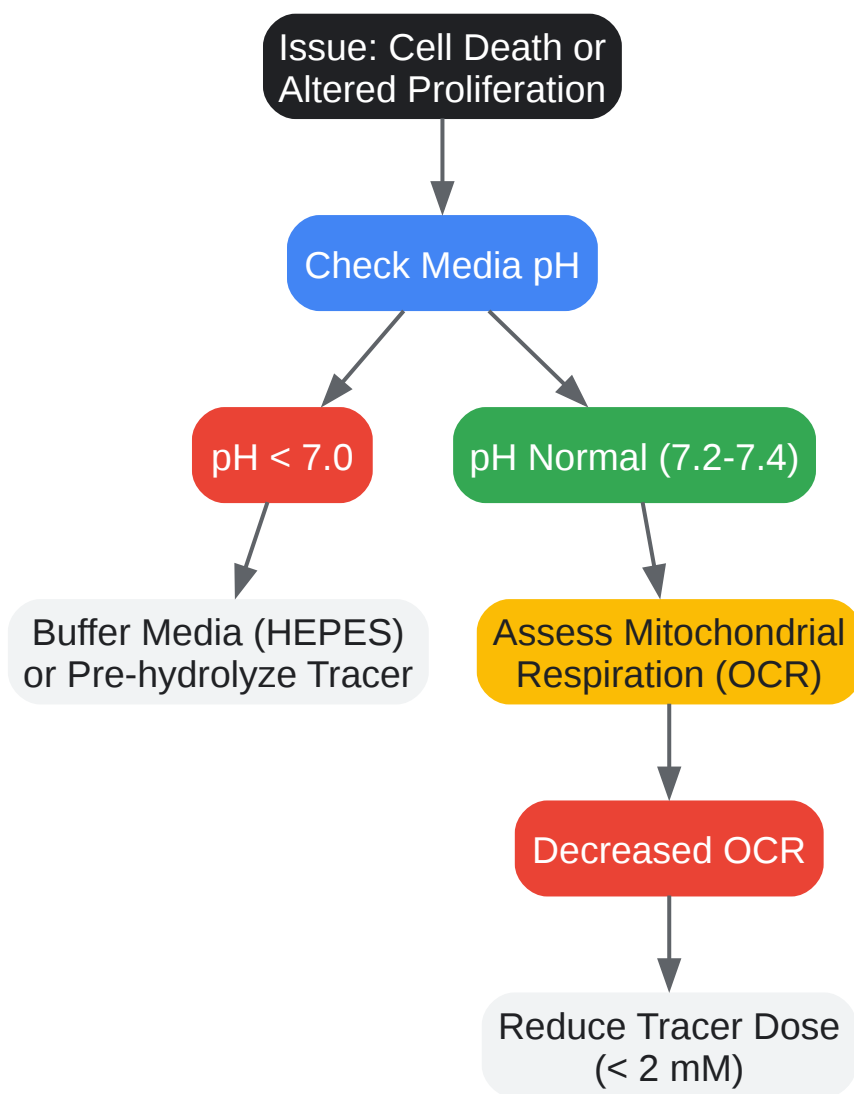 Issue: Cell Death or
Altered Proliferation
Check Media pH
pH < 7.0
pH Normal (7.2-7.4)
Buffer Media (HEPES)
or Pre-hydrolyze Tracer
Assess Mitochondrial
Respiration (OCR)
Decreased OCR
Reduce Tracer Dose
(< 2 mM)